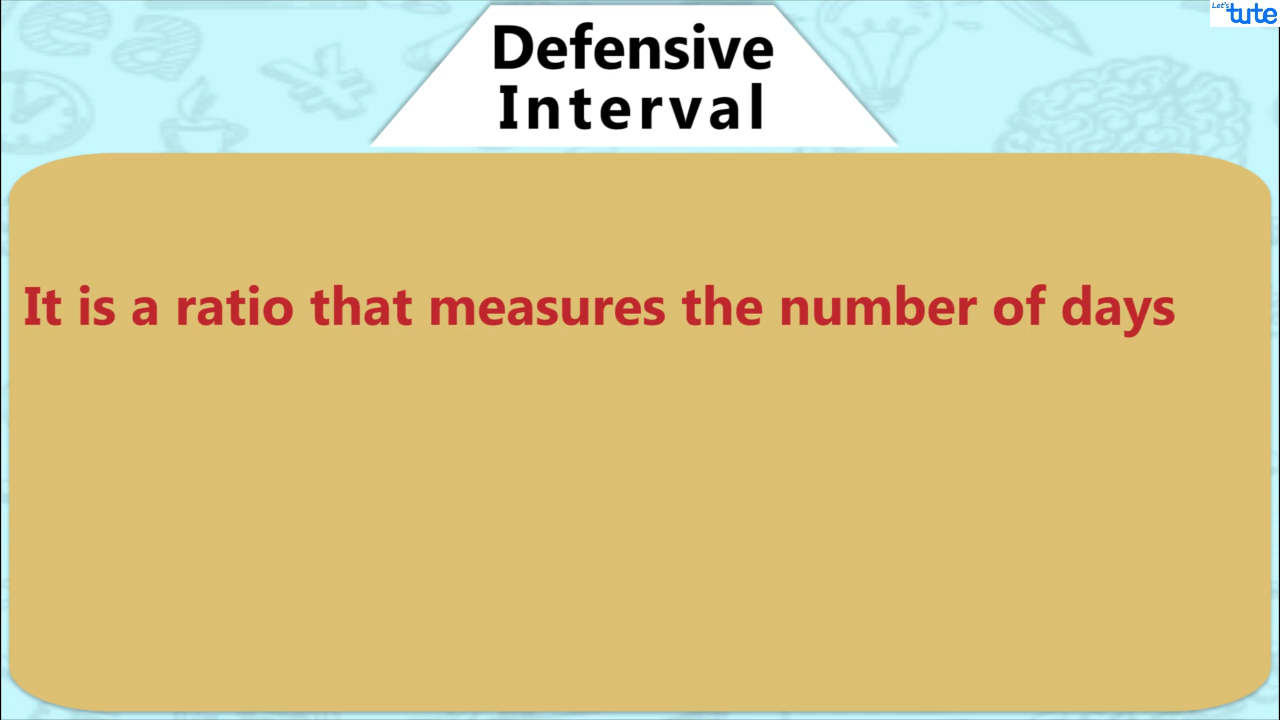 Let's
tute
Defensive
Interval
It is a ratio that measures the number of days